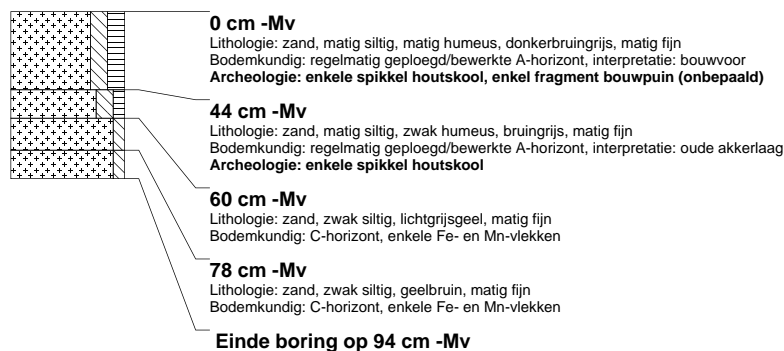 0 cm -Mv
Lithologie: zand, matig siltig, matig humeus, donkerbruingrijs, matig fijn
Bodemkundig: regelmatig geploegd/bewerkte A-horizont, interpretatie: bouwvoor
Archeologie: enkele spikkel houtskool, enkel fragment bouwpuin (onbepaald)
44 cm -Mv
Lithologie: zand, matig siltig, zwak humeus, bruingrijs, matig fijn
Bodemkundig: regelmatig geploegd/bewerkte A-horizont, interpretatie: oude akkerlaag
Archeologie: enkele spikkel houtskool
60 cm -Mv
Lithologie: zand, zwak siltig, lichtgrijsgeel, matig fijn
Bodemkundig: C-horizont, enkele Fe- en Mn-vlekken
78 cm -Mv
Lithologie: zand, zwak siltig, geelbruin, matig fijn
Bodemkundig: C-horizont, enkele Fe- en Mn-vlekken
Einde boring op 94 cm -Mv